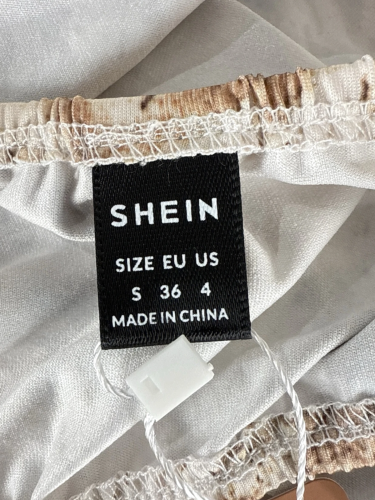 SHEIN
SIZE EU US
S 36 4
MADE IN CHINA